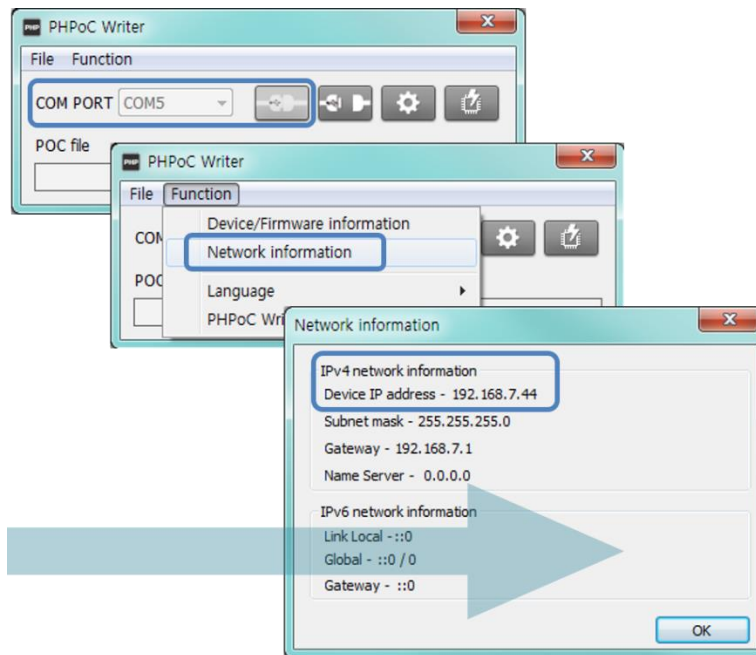 PHP PHPoC Writer
File Function
COM PORT COM5
POC file
PHP PHPoC Writer
File Function
COM
Device/Firmware information
Network information
POC
Language
PHPoC Wri
Network information
IPv4 network information
Device IP address - 192.168.7.44
Subnet mask - 255.255.255.0
Gateway - 192.168.7.1
Name Server - 0.0.0.0
IPv6 network information
Link Local - ::0
Global - ::0 / 0
Gateway - ::0
OK